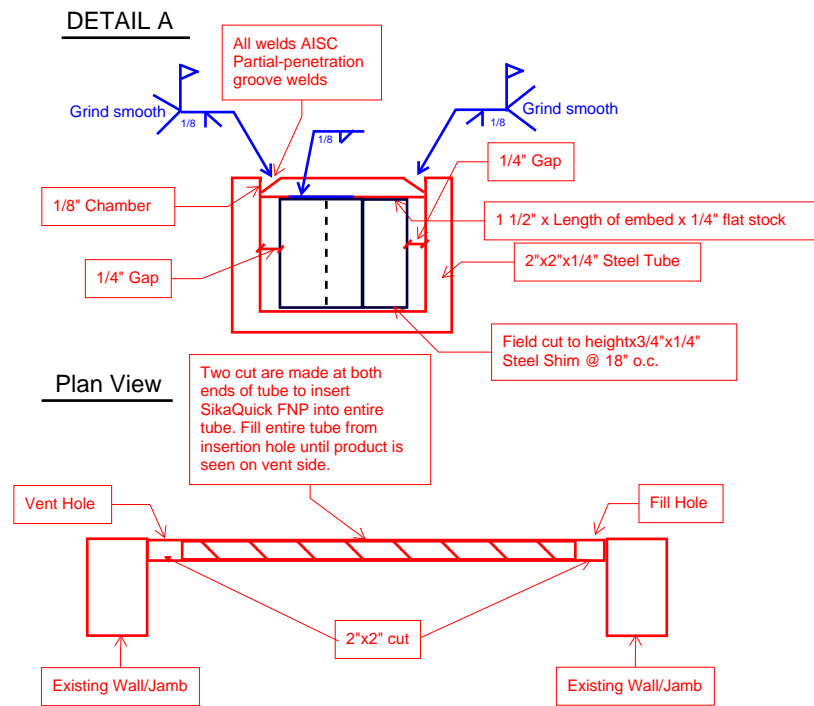 DETAIL A
All welds AISC
Partial-penetration
groove welds
Grind smooth
1/8
1/8
1/8
Grind smooth
1/4" Gap
1/8" Chamber
1 1/2" x Length of embed x 1/4" flat stock
2"x2"x1/4" Steel Tube
1/4" Gap
Field cut to heightx3/4"x1/4"
Steel Shim @ 18" o.c.
Plan View
Two cut are made at both
ends of tube to insert
SikaQuick FNP into entire
tube. Fill entire tube from
insertion hole until product is
seen on vent side.
Vent Hole
Fill Hole
2"x2" cut
Existing Wall/Jamb
Existing Wall/Jamb